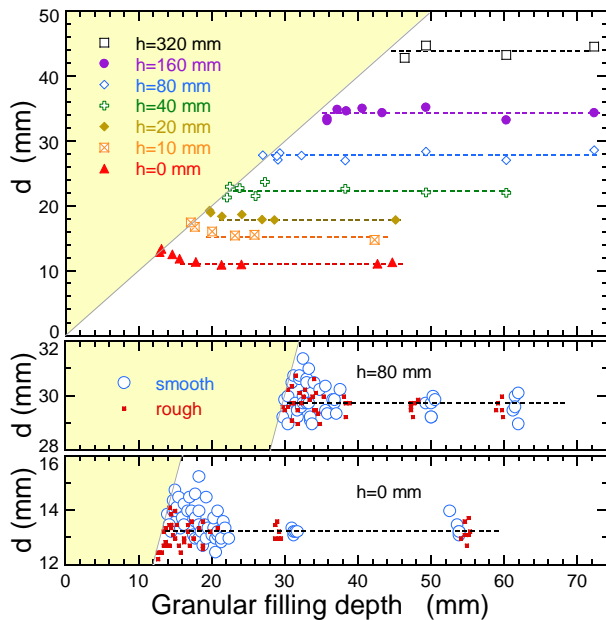 50
40
30
20
10
0
d (mm)
h=320 mm
h=160 mm
h=80 mm
h=40 mm
h=20 mm
h=10 mm
h=0 mm
32
30
28
d (mm)
smooth
rough
h=80 mm
16
14
12
d (mm)
h=0 mm
0 10 20 30 40 50 60 70
Granular filling depth (mm)